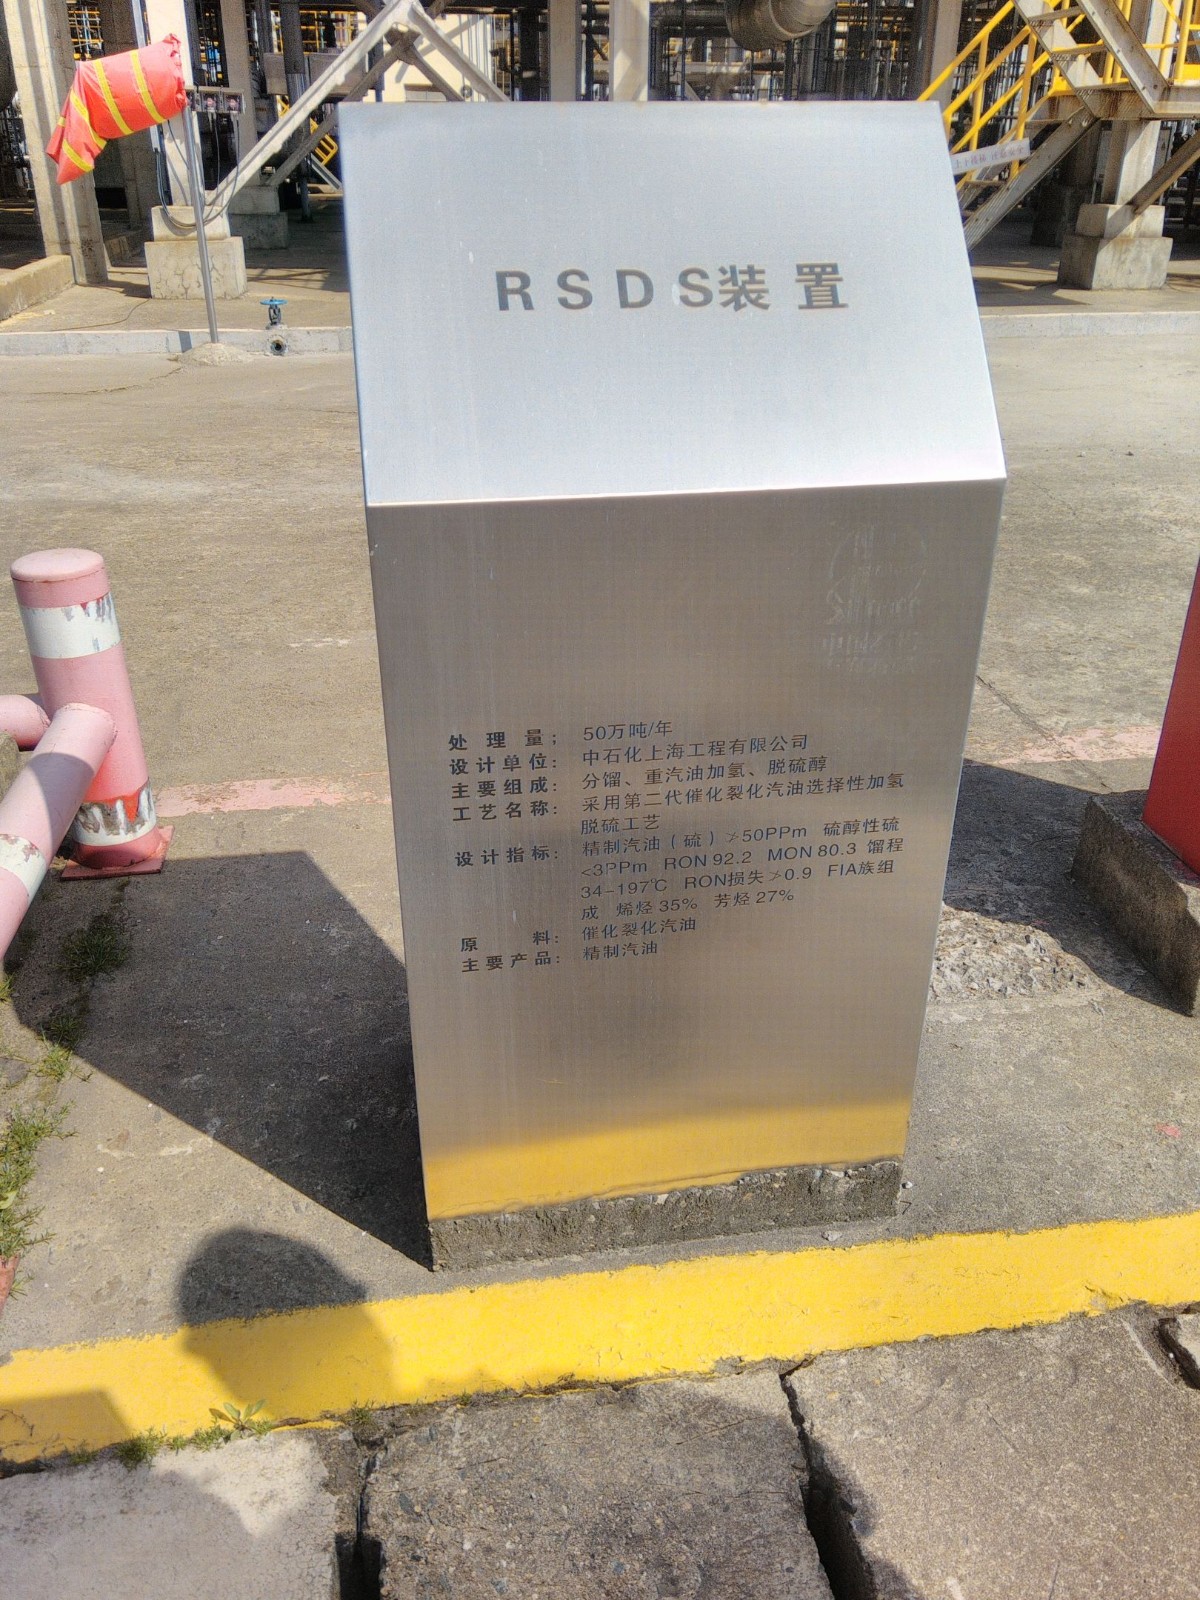 RSDS装置
处理量: 50万吨/年
设计单位: 中石化上海工程有限公司
主要组成: 分馏、重汽油加氢、脱硫醇
工艺名称: 采用第二代催化裂化汽油选择性加氢
脱硫工艺
设计指标: 精制汽油(硫)≯50PPm 硫醇性硫
<3PPm RON 92.2 MON 80.3 馏程
34-197℃ RON损失≯0.9 FIA族组
成 烯烃35% 芳烃27%
原料: 催化裂化汽油
主要产品: 精制汽油